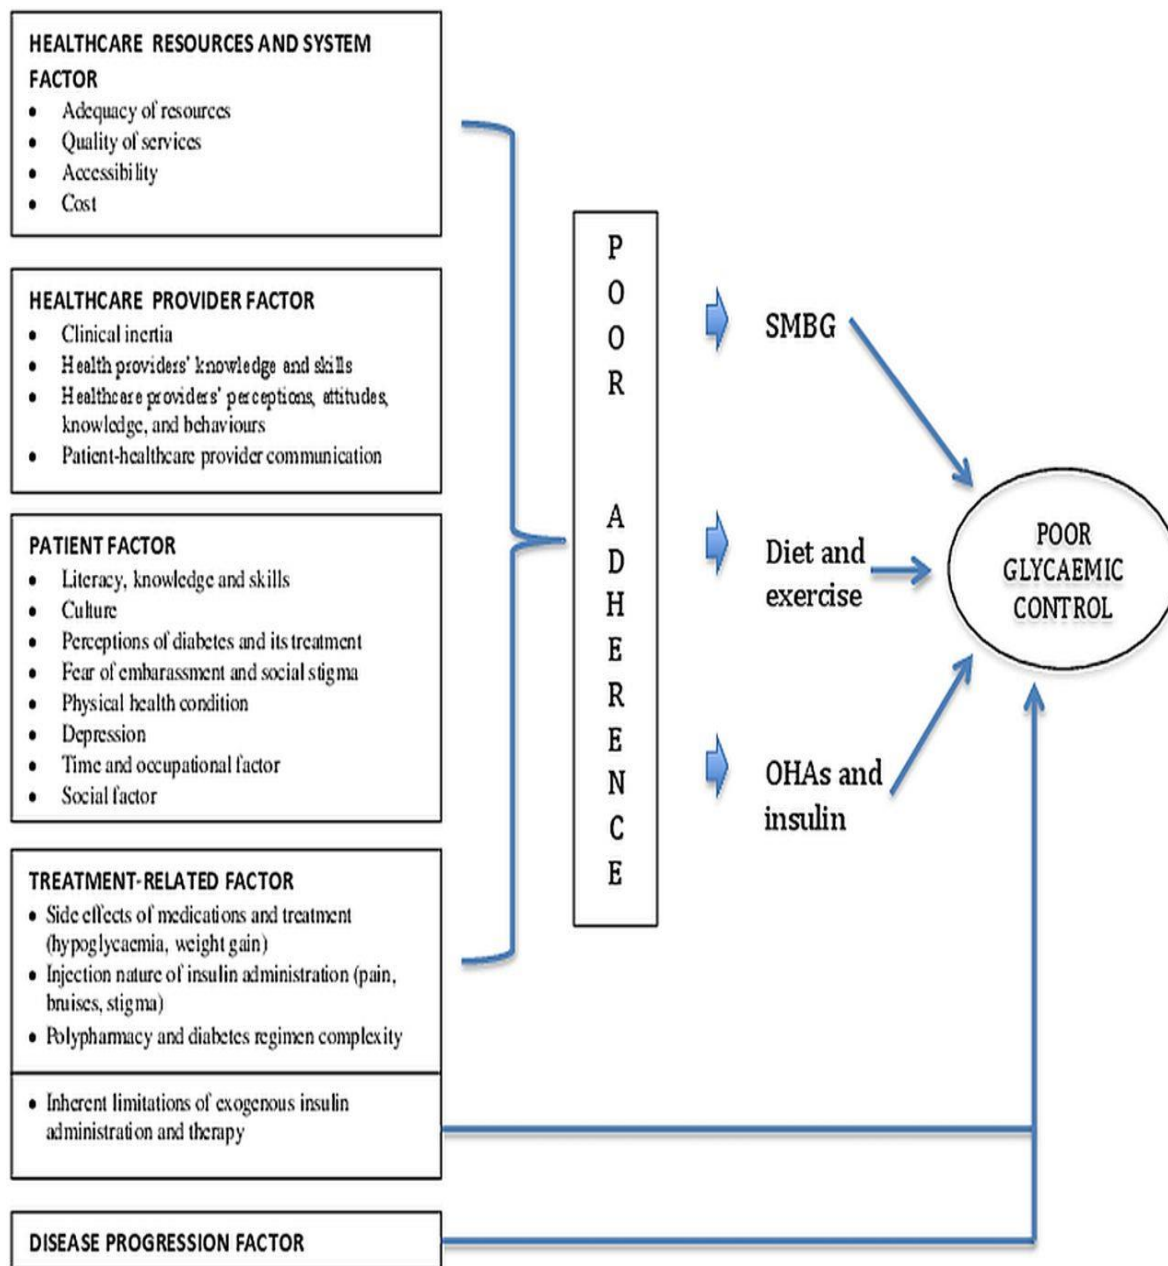 HEALTHCARE RESOURCES AND SYSTEM
FACTOR
• Adequacy of resources
• Quality of services
• Accessibility
• Cost
HEALTHCARE PROVIDER FACTOR
• Clinical inertia
• Health providers' knowledge and skills
• Healthcare providers' perceptions, attitudes,
knowledge, and behaviours
• Patient-healthcare provider communication
PATIENT FACTOR
• Literacy, knowledge and skills
• Culture
• Perceptions of diabetes and its treatment
• Fear of embarassment and social stigma
• Physical health condition
• Depression
• Time and occupational factor
• Social factor
TREATMENT-RELATED FACTOR
• Side effects of medications and treatment
(hypoglycaemia, weight gain)
• Injection nature of insulin administration (pain,
bruises, stigma)
• Polypharmacy and diabetes regimen complexity
• Inherent limitations of exogenous insulin
administration and therapy
DISEASE PROGRESSION FACTOR
POOR ADHERENCE
SMBG
Diet and
exercise
OHAs and
insulin
POOR
GLYCAEMIC
CONTROL